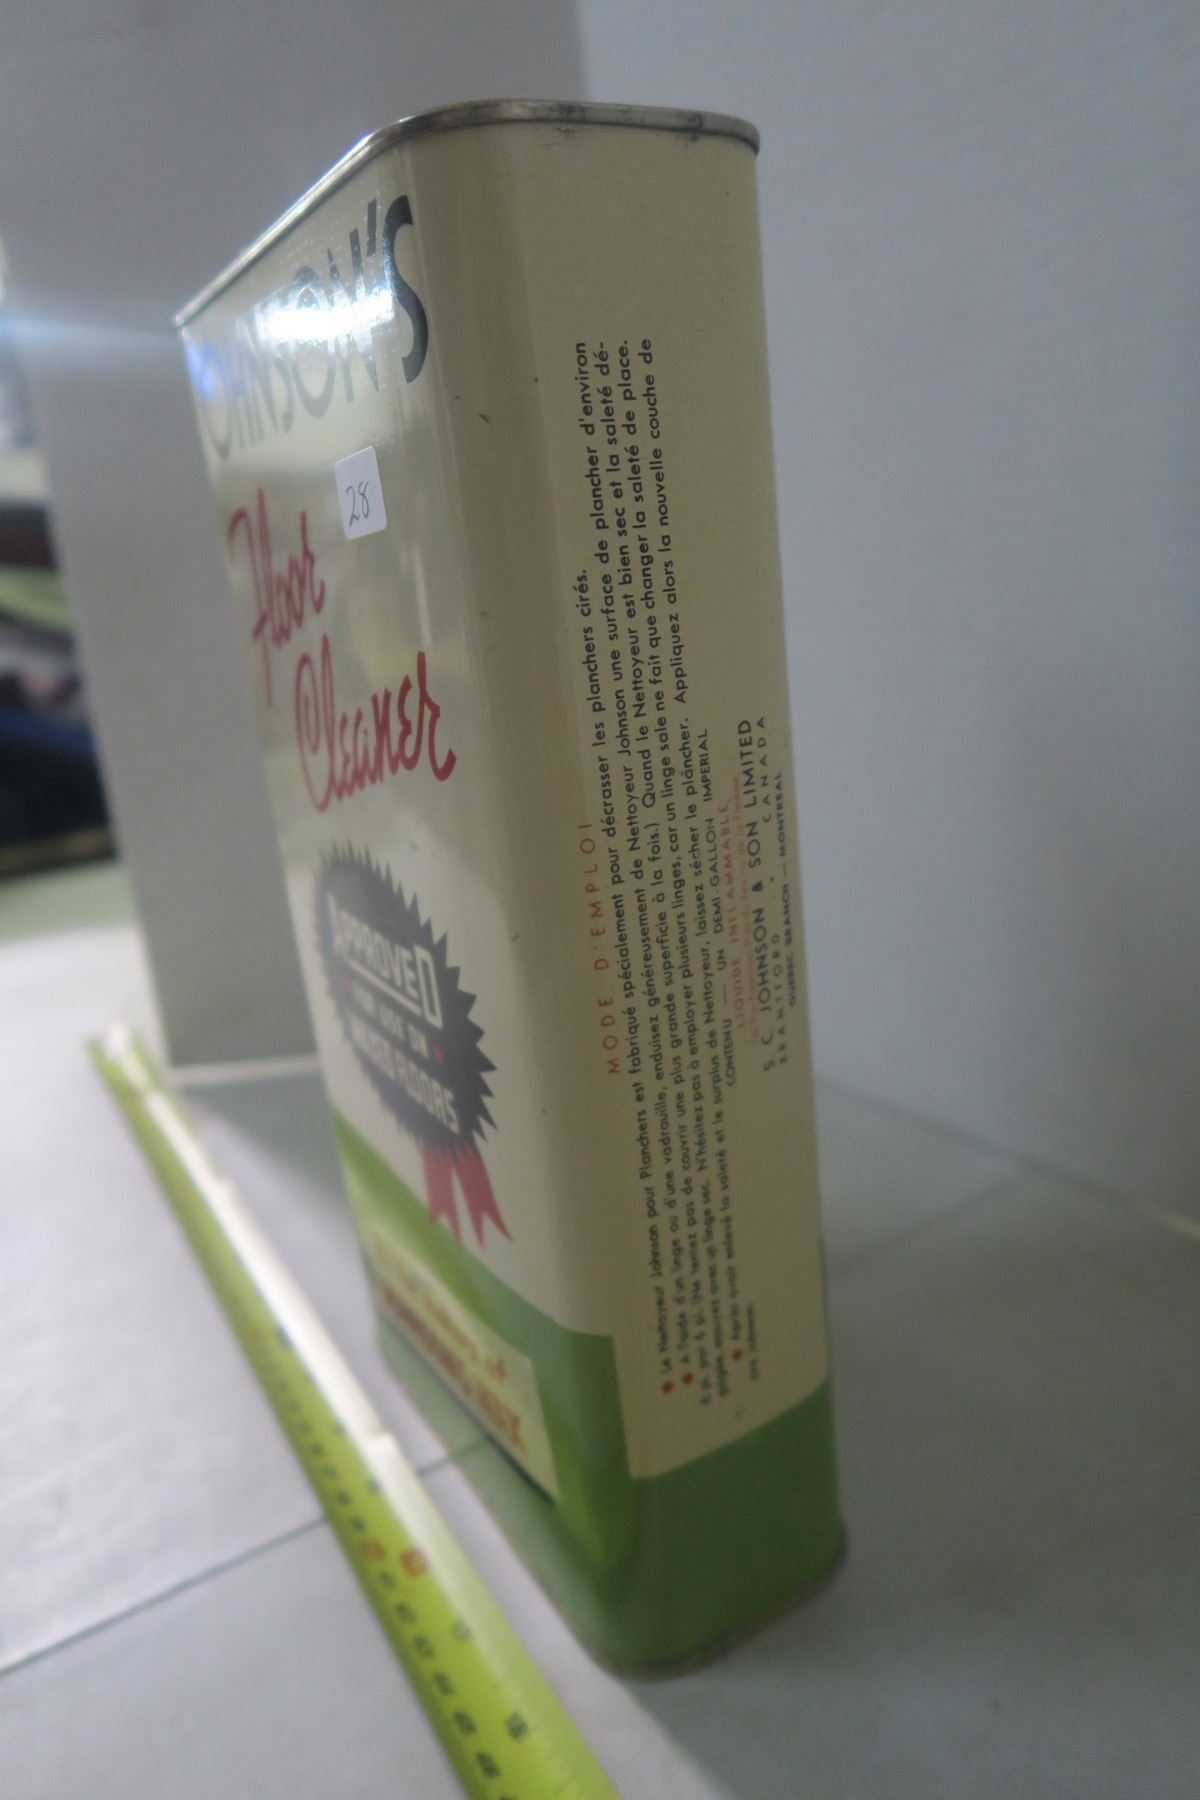 JOHNSON'S
28
Floor
Cleaner
APPROVED
FOR USE ON
WAXED FLOORS
JOHNSON'S WAX
MODE D'EMPLOI
• Le Nettoyeur Johnson pour Planchers est fabriqué spécialement pour décrasser les planchers cirés.
• A l'aide d'un linge ou d'une vadrouille, enduisez généreusement de Nettoyeur Johnson une surface de plancher d'environ
6 pi. par 6 pi. (Ne tentez pas de couvrir une plus grande superficie à la fois.) Quand le Nettoyeur est bien sec et la saleté dé-
gagée, essuyez avec un linge sec. N'hésitez pas à employer plusieurs linges, car un linge sale ne fait que changer la saleté de place.
• Après avoir enlevé la saleté et le surplus de Nettoyeur, laissez sécher le plancher. Appliquez alors la nouvelle couche de
cire Johnson.
CONTENU — UN DEMI-GALLON IMPERIAL
LIQUIDE INFLAMMABLE
S. C. JOHNSON & SON LIMITED
BRANTFORD CANADA
QUEBEC BRANCH — MONTREAL